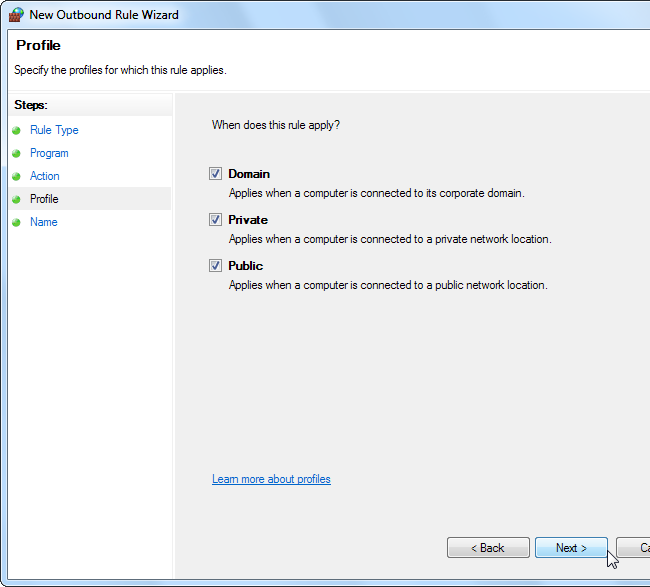 New Outbound Rule Wizard
Profile
Specify the profiles for which this rule applies.
Steps:
Rule Type
Program
Action
Profile
Name
When does this rule apply?
Domain
Applies when a computer is connected to its corporate domain.
Private
Applies when a computer is connected to a private network location.
Public
Applies when a computer is connected to a public network location.
Learn more about profiles
< Back
Next >
Ca